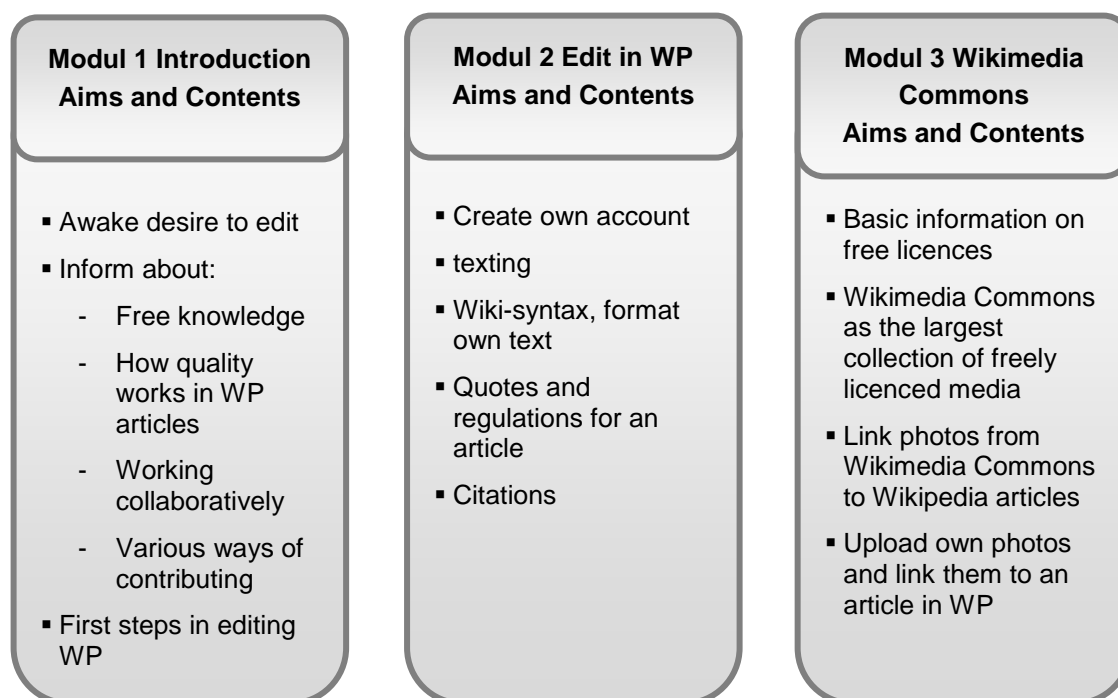 Modul 1 Introduction
Aims and Contents
▪ Awake desire to edit
▪ Inform about:
- Free knowledge
- How quality
works in WP
articles
- Working
collaboratively
- Various ways of
contributing
▪ First steps in editing
WP
Modul 2 Edit in WP
Aims and Contents
▪ Create own account
▪ texting
▪ Wiki-syntax, format
own text
▪ Quotes and
regulations for an
article
▪ Citations
Modul 3 Wikimedia
Commons
Aims and Contents
▪ Basic information on
free licences
▪ Wikimedia Commons
as the largest
collection of freely
licenced media
▪ Link photos from
Wikimedia Commons
to Wikipedia articles
▪ Upload own photos
and link them to an
article in WP